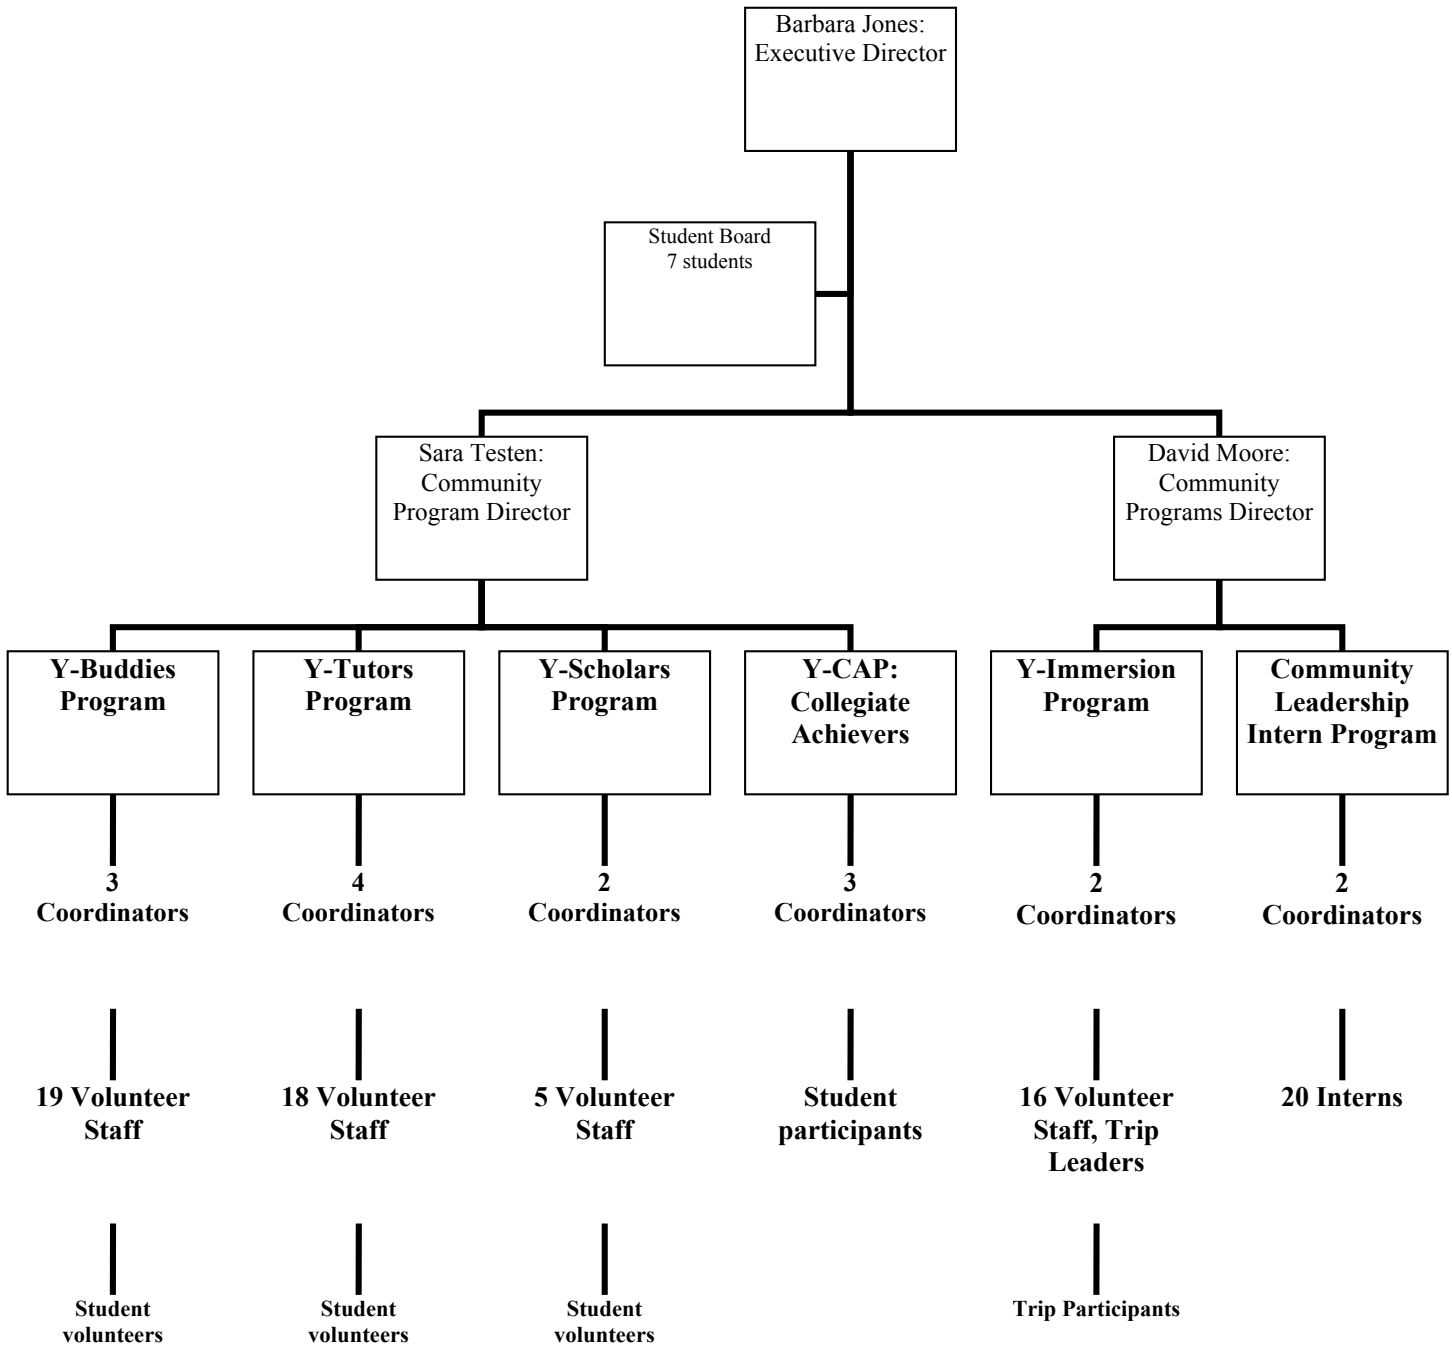 Barbara Jones:
Executive Director
Student Board
7 students
Sara Testen:
Community
Program Director
David Moore:
Community
Programs Director
Y-Buddies
Program
Y-Tutors
Program
Y-Scholars
Program
Y-CAP:
Collegiate
Achievers
Y-Immersion
Program
Community
Leadership
Intern Program
3
Coordinators
4
Coordinators
2
Coordinators
3
Coordinators
2
Coordinators
2
Coordinators
19 Volunteer
Staff
18 Volunteer
Staff
5 Volunteer
Staff
Student
participants
16 Volunteer
Staff, Trip
Leaders
20 Interns
Student
volunteers
Student
volunteers
Student
volunteers
Trip Participants